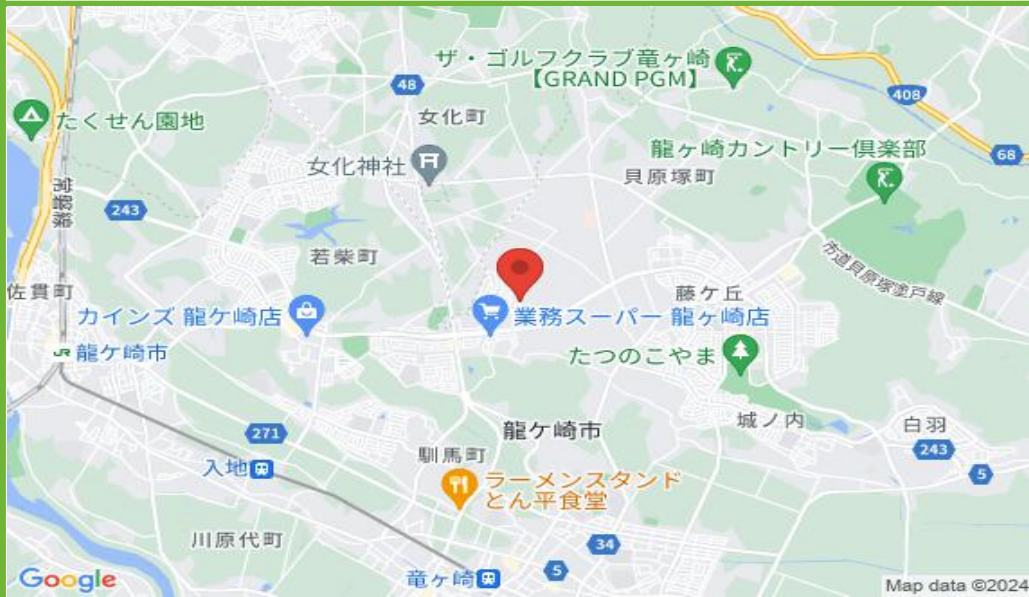 ザ・ゴルフクラブ竜ヶ崎
【GRAND PGM】
48
408
たくせん園地
女化町
龍ヶ崎カントリー倶楽部
68
女化神社
貝原塚町
常磐線
243
若柴町
市道貝原塚塗戸線
佐貫町
藤ケ丘
カインズ 龍ケ崎店
業務スーパー 龍ヶ崎店
JR
龍ケ崎市
たつのこやま
271
龍ケ崎市
城ノ内
白羽
243
馴馬町
入地
5
ラーメンスタンド
とん平食堂
川原代町
34
5
竜ヶ崎
Google
Map data ©2024